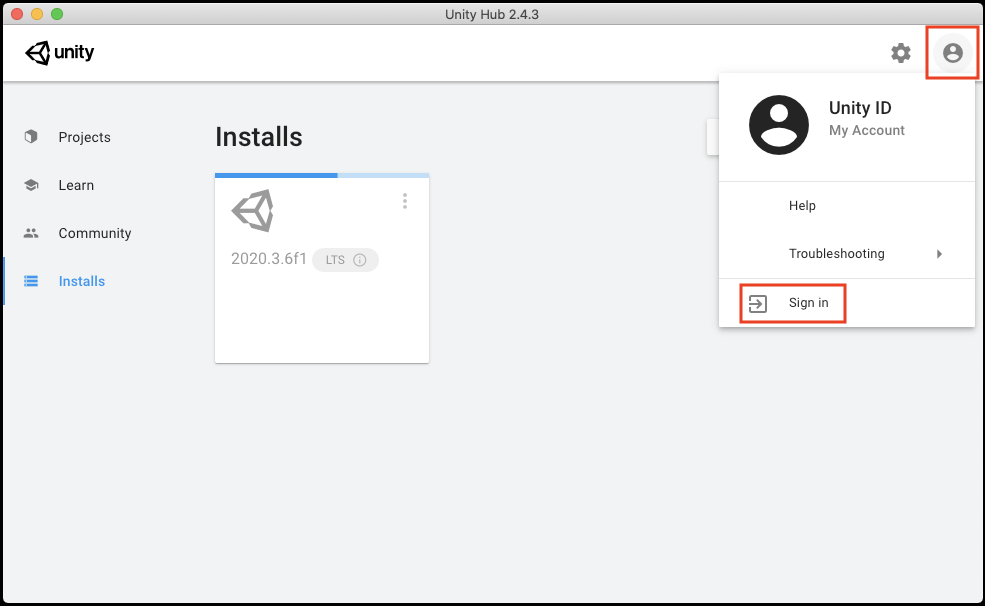 Unity Hub 2.4.3
unity
Unity ID
My Account
Projects
Learn
Community
Installs
Installs
2020.3.6f1 LTS
Help
Troubleshooting
Sign in